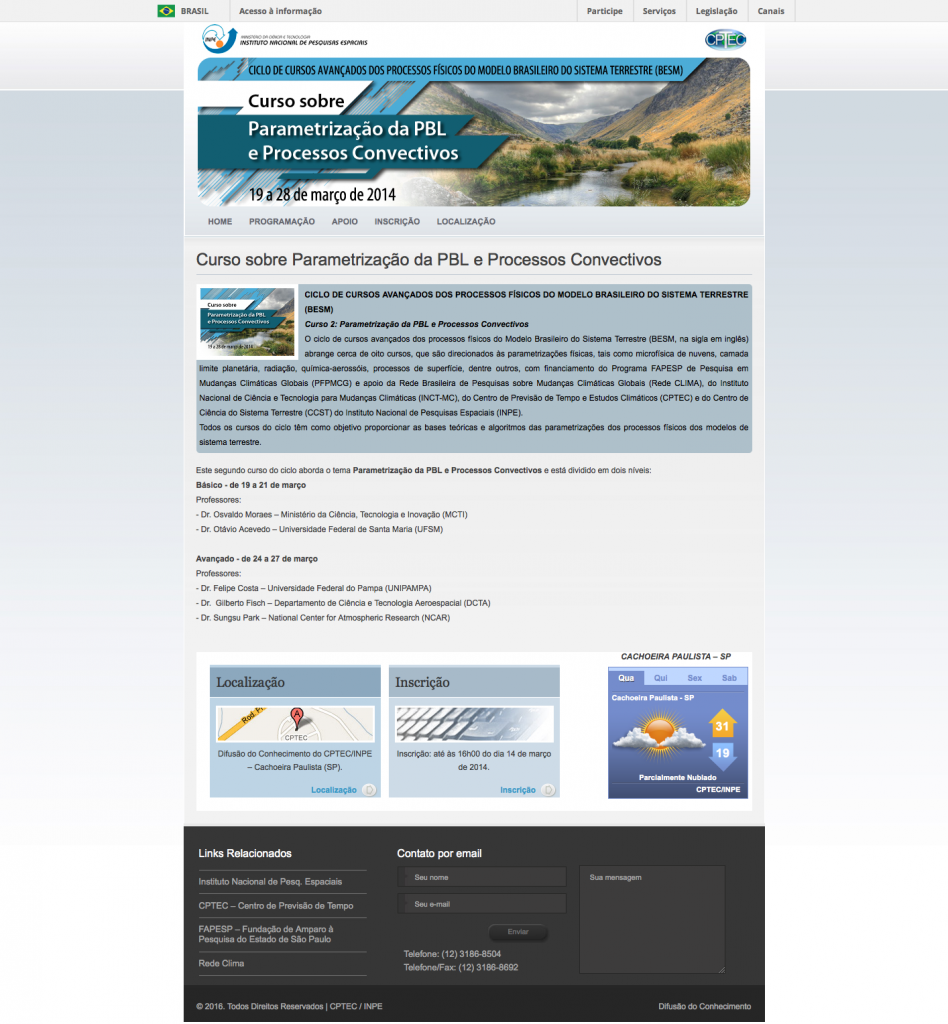 BRASIL
Acesso à informação
Participe
Serviços
Legislação
Canais
INPE
MINISTÉRIO DA CIÊNCIA E TECNOLOGIA
INSTITUTO NACIONAL DE PESQUISAS ESPACIAIS
CPTEC
CICLO DE CURSOS AVANÇADOS DOS PROCESSOS FÍSICOS DO MODELO BRASILEIRO DO SISTEMA TERRESTRE (BESM)
Curso sobre
Parametrização da PBL
e Processos Convectivos
19 a 28 de março de 2014
HOME
PROGRAMAÇÃO
APOIO
INSCRIÇÃO
LOCALIZAÇÃO
Curso sobre Parametrização da PBL e Processos Convectivos
Curso sobre
Parametrização da PBL
e Processos Convectivos
19 a 28 de março de 2014
CICLO DE CURSOS AVANÇADOS DOS PROCESSOS FÍSICOS DO MODELO BRASILEIRO DO SISTEMA TERRESTRE
(BESM)
Curso 2: Parametrização da PBL e Processos Convectivos
O ciclo de cursos avançados dos processos físicos do Modelo Brasileiro do Sistema Terrestre (BESM, na sigla em inglês)
abrange cerca de oito cursos, que são direcionados às parametrizações físicas, tais como microfísica de nuvens, camada
limite planetária, radiação, química-aerossóis, processos de superfície, dentre outros, com financiamento do Programa FAPESP de Pesquisa em
Mudanças Climáticas Globais (PFPMCG) e apoio da Rede Brasileira de Pesquisas sobre Mudanças Climáticas Globais (Rede CLIMA), do Instituto
Nacional de Ciência e Tecnologia para Mudanças Climáticas (INCT-MC), do Centro de Previsão de Tempo e Estudos Climáticos (CPTEC) e do Centro de
Ciência do Sistema Terrestre (CCST) do Instituto Nacional de Pesquisas Espaciais (INPE).
Todos os cursos do ciclo têm como objetivo proporcionar as bases teóricas e algoritmos das parametrizações dos processos físicos dos modelos de
sistema terrestre.
Este segundo curso do ciclo aborda o tema Parametrização da PBL e Processos Convectivos e está dividido em dois níveis:
Básico - de 19 a 21 de março
Professores:
- Dr. Osvaldo Moraes – Ministério da Ciência, Tecnologia e Inovação (MCTI)
- Dr. Otávio Acevedo – Universidade Federal de Santa Maria (UFSM)
Avançado - de 24 a 27 de março
Professores:
- Dr. Felipe Costa – Universidade Federal do Pampa (UNIPAMPA)
- Dr.  Gilberto Fisch – Departamento de Ciência e Tecnologia Aeroespacial (DCTA)
- Dr. Sungsu Park – National Center for Atmospheric Research (NCAR)
Localização
Rod. Pr
A
CPTEC
Difusão do Conhecimento do CPTEC/INPE
– Cachoeira Paulista (SP).
Localização
Inscrição
Inscrição: até às 16h00 do dia 14 de março
de 2014.
Inscrição
CACHOEIRA PAULISTA – SP
Qua
Qui
Sex
Sab
Cachoeira Paulista - SP
31
19
Parcialmente Nublado
CPTEC/INPE
Links Relacionados
Instituto Nacional de Pesq. Espaciais
CPTEC – Centro de Previsão de Tempo
FAPESP – Fundação de Amparo à
Pesquisa do Estado de São Paulo
Rede Clima
Contato por email
Seu nome
Seu e-mail
Sua mensagem
Enviar
Telefone: (12) 3186-8504
Telefone/Fax: (12) 3186-8692
© 2016. Todos Direitos Reservados | CPTEC / INPE
Difusão do Conhecimento